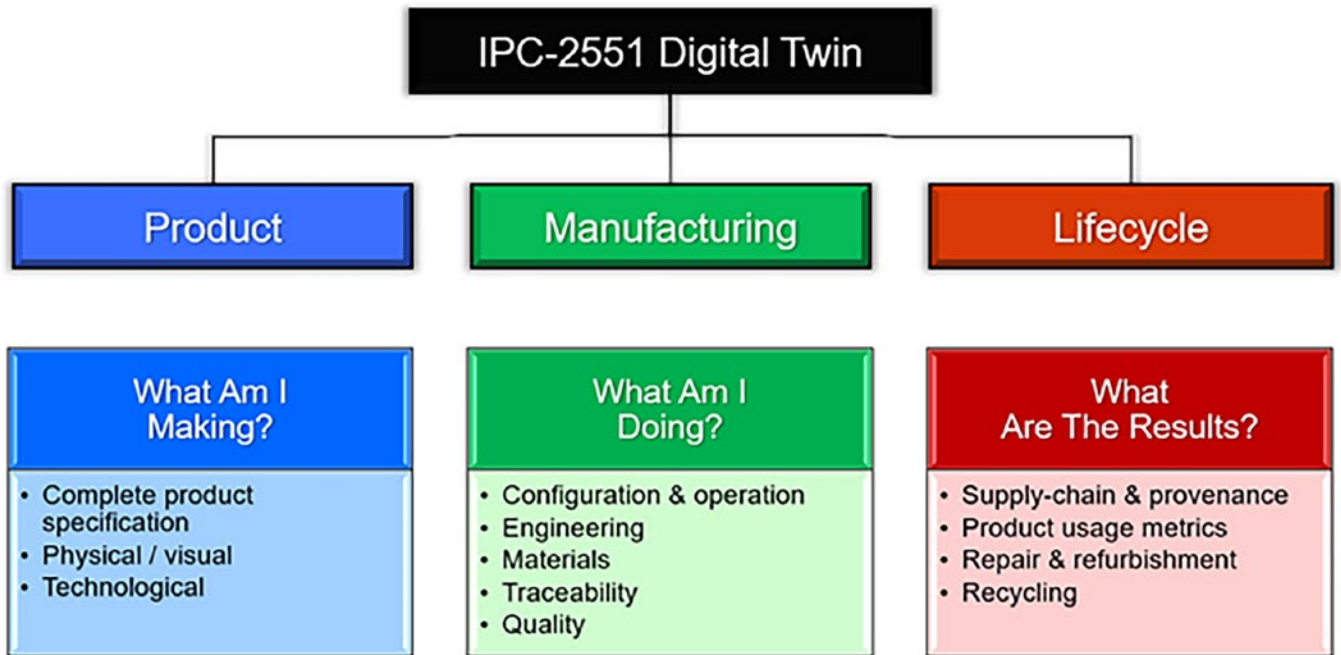 IPC-2551 Digital Twin
Product
Manufacturing
Lifecycle
What Am I
Making?
• Complete product
specification
• Physical / visual
• Technological
What Am I
Doing?
• Configuration & operation
• Engineering
• Materials
• Traceability
• Quality
What
Are The Results?
• Supply-chain & provenance
• Product usage metrics
• Repair & refurbishment
• Recycling